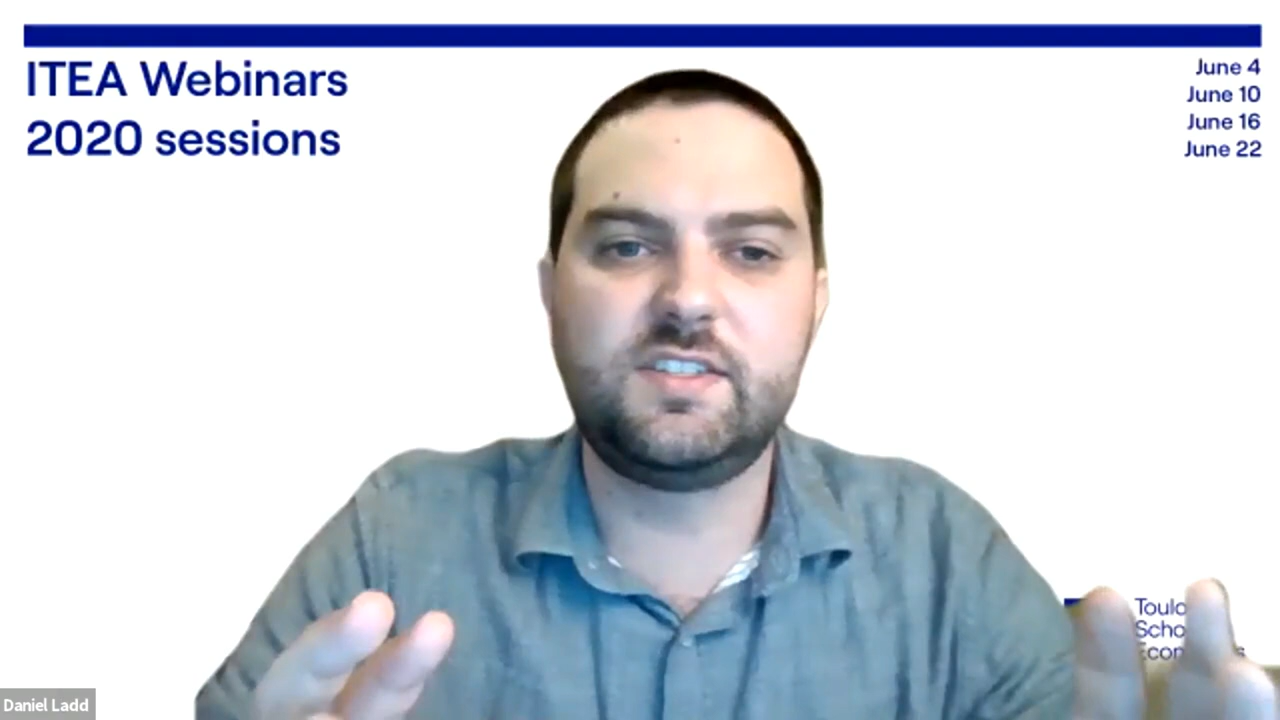 ITEA Webinars
2020 sessions
June 4
June 10
June 16
June 22
Daniel Ladd